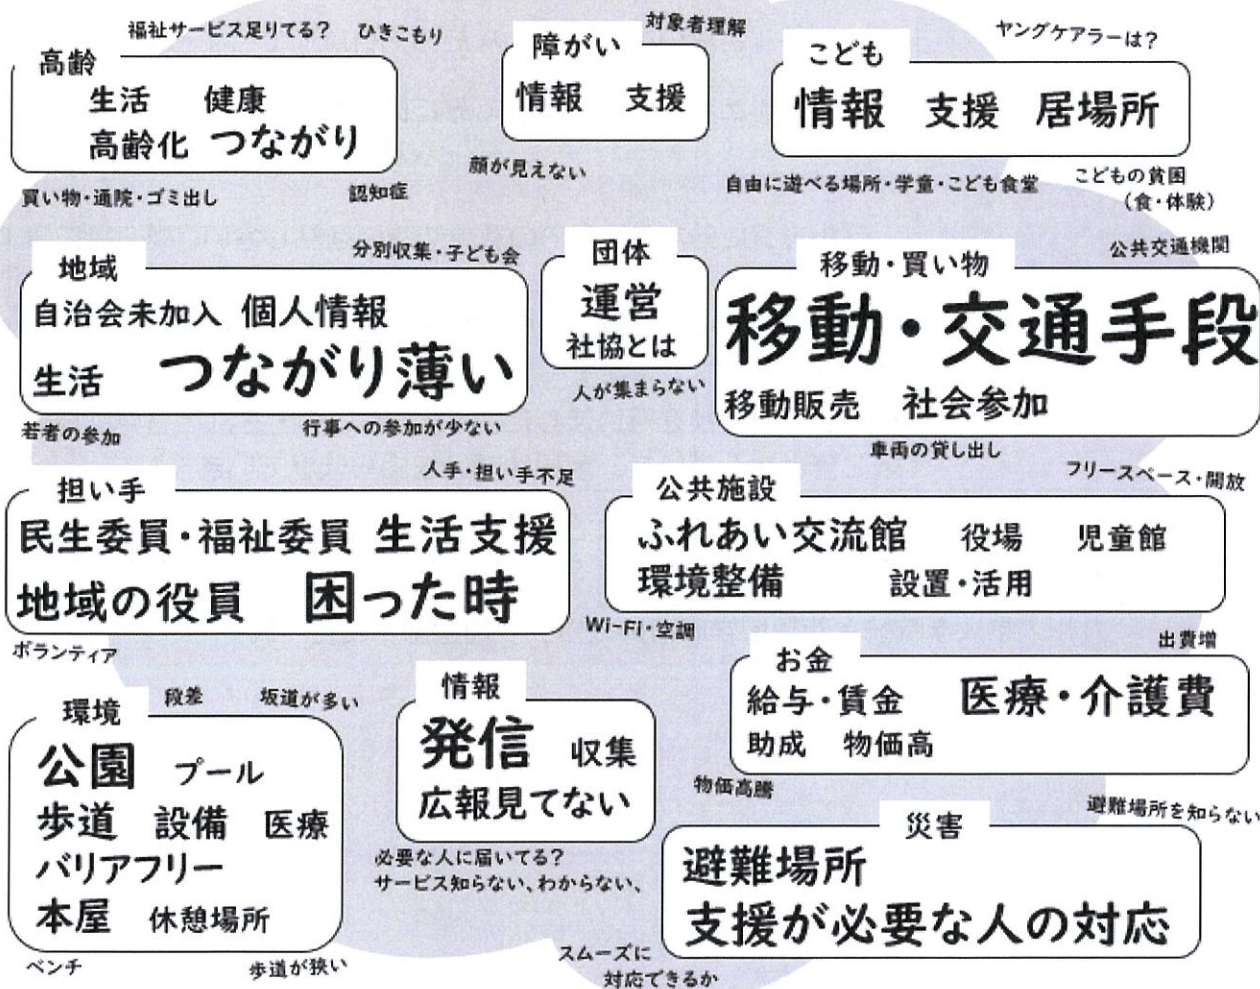 福祉サービス足りてる？ ひきこもり
高齢
生活 健康
高齢化 つながり
買い物・通院・ゴミ出し 認知症
対象者理解
障がい
情報 支援
顔が見えない
ヤングケアラーは？
こども
情報 支援 居場所
自由に遊べる場所・学童・こども食堂
こどもの貧困
（食・体験）
分別収集・子ども会
地域
自治会未加入 個人情報
生活 つながり薄い
若者の参加 行事への参加が少ない
団体
運営
社協とは
人が集まらない
公共交通機関
移動・買い物
移動・交通手段
移動販売 社会参加
車両の貸し出し
人手・担い手不足
担い手
民生委員・福祉委員 生活支援
地域の役員 困った時
ボランティア
フリースペース・開放
公共施設
ふれあい交流館 役場 児童館
環境整備 設置・活用
Wi-Fi・空調
段差 坂道が多い
環境
公園 プール
歩道 設備 医療
バリアフリー
本屋 休憩場所
ベンチ 歩道が狭い
情報
発信 収集
広報見てない
必要な人に届いてる？
サービス知らない、わからない、
出費増
お金
給与・賃金 医療・介護費
助成 物価高
物価高騰
避難場所を知らない
災害
避難場所
支援が必要な人の対応
スムーズに
対応できるか